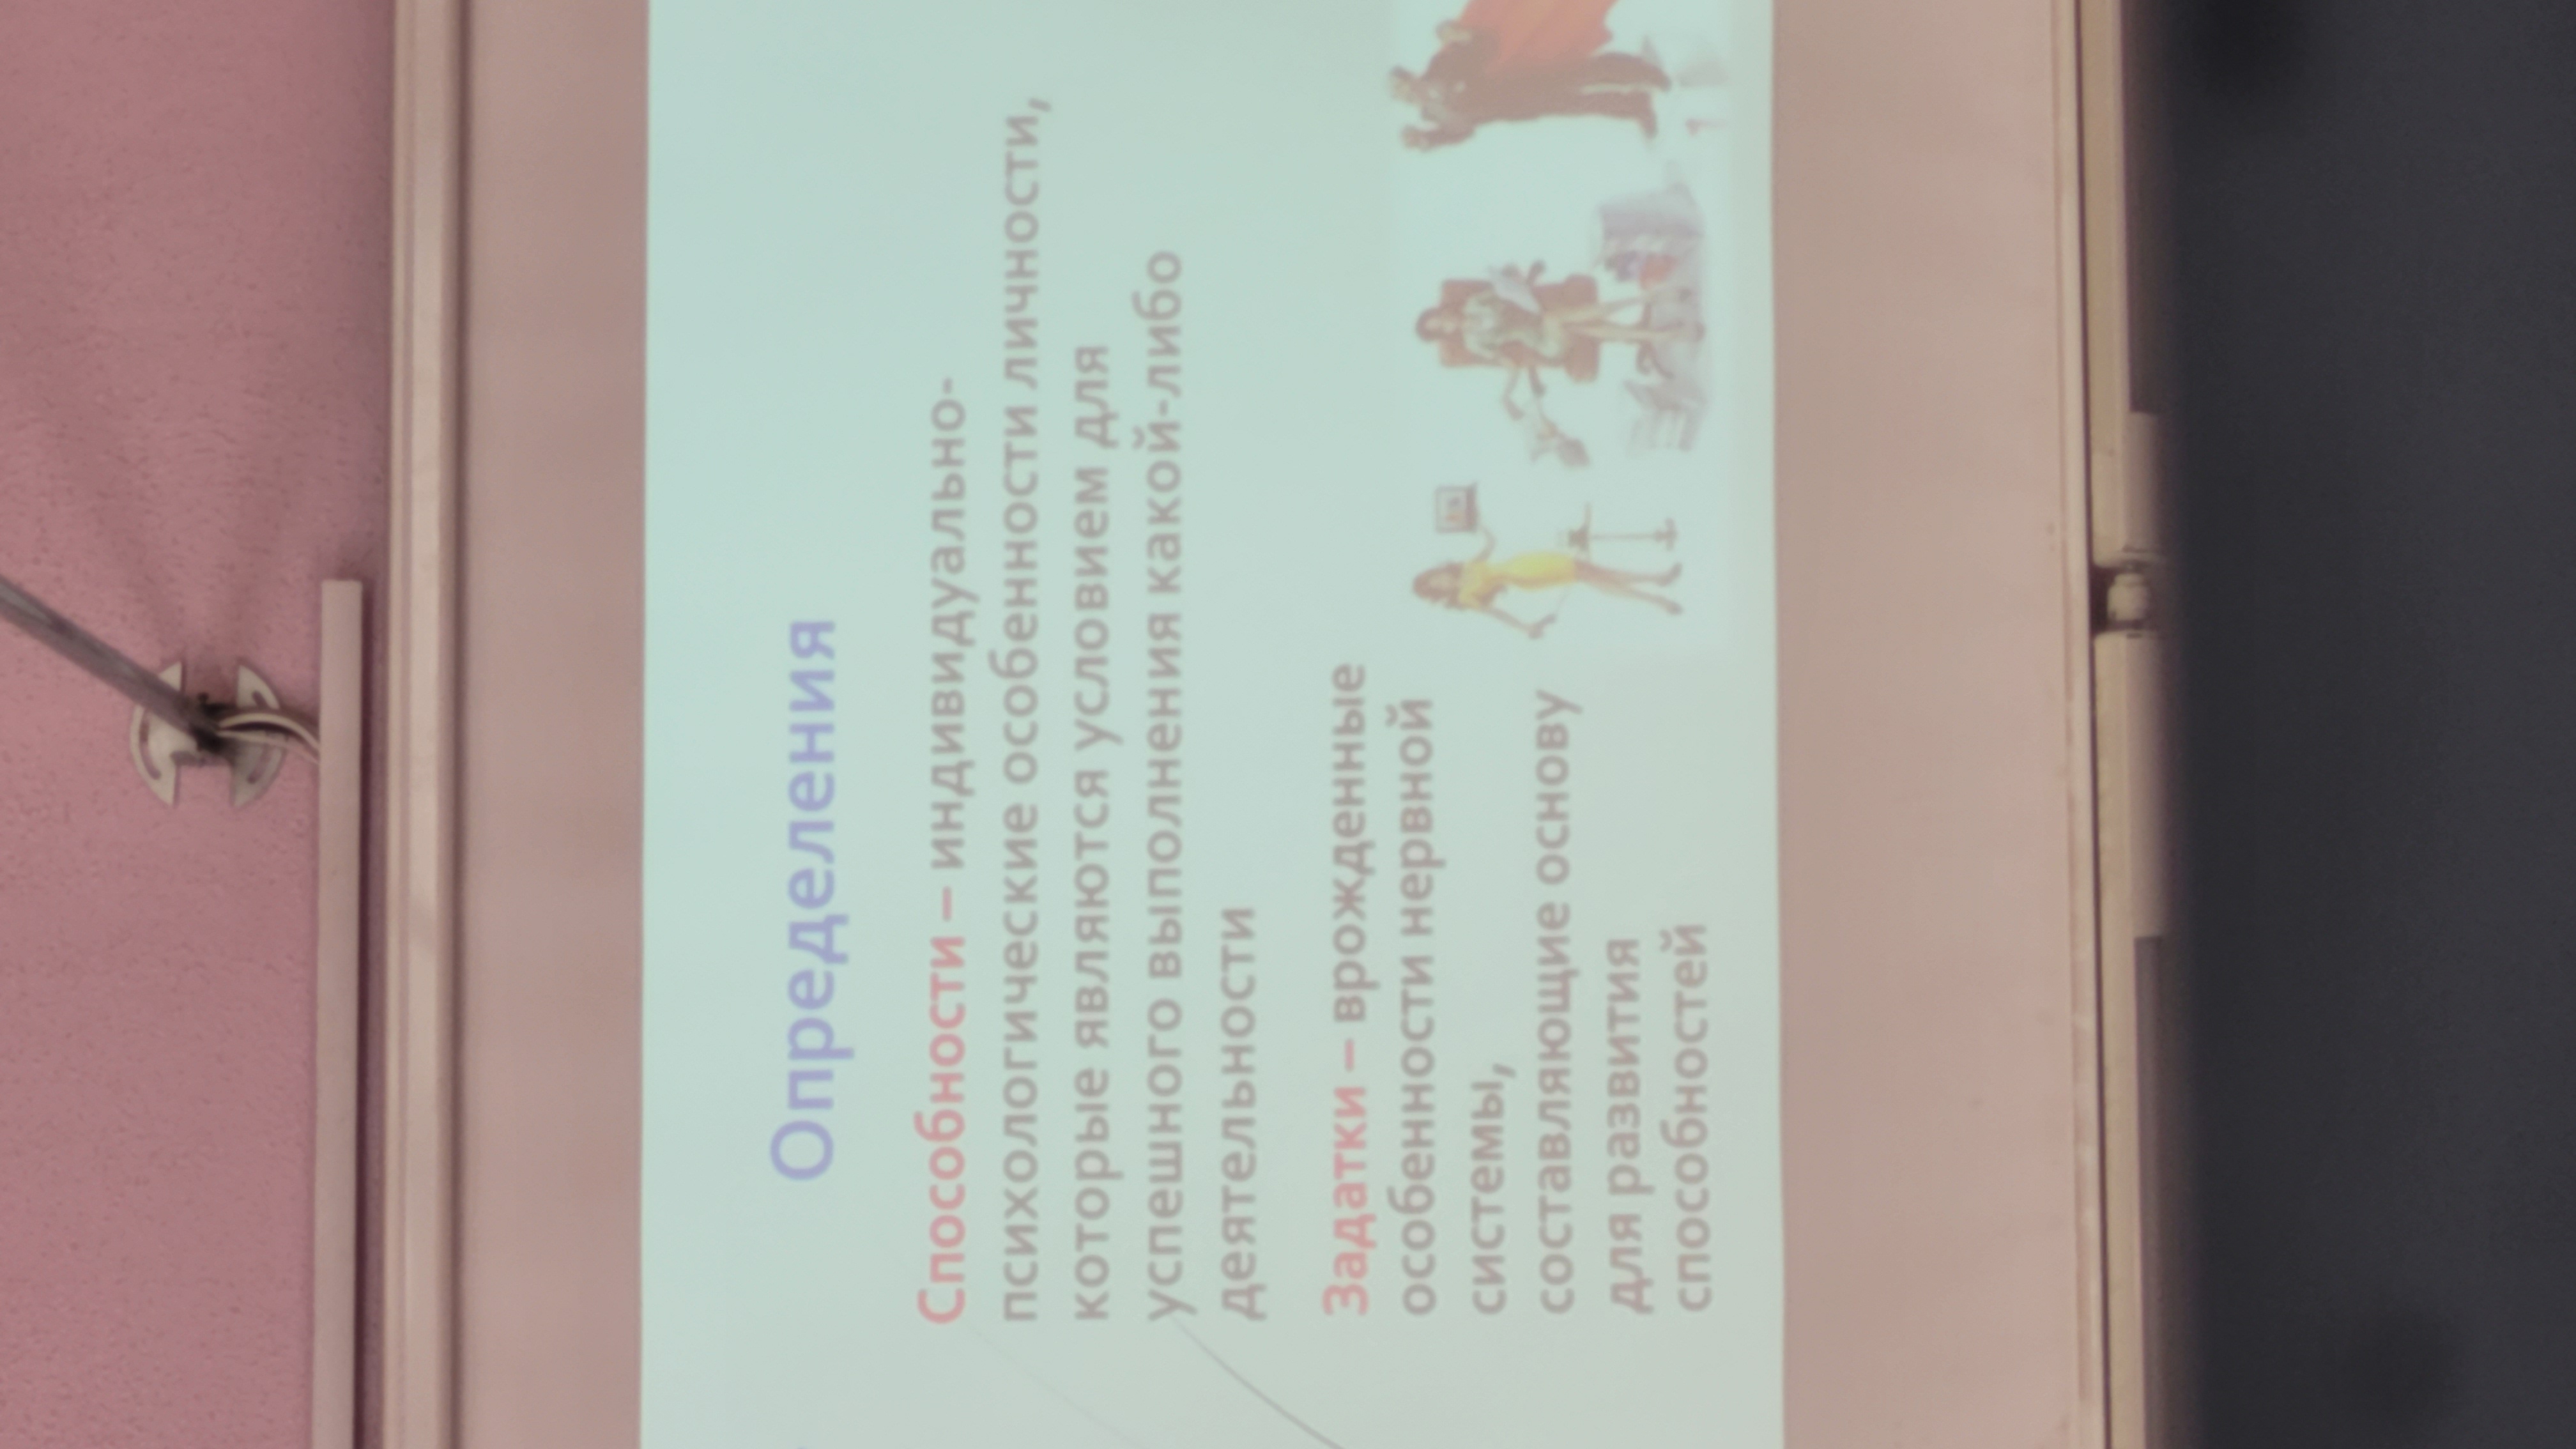 Определения
Способности – индивидуально-
психологические особенности личности,
которые являются условием для
успешного выполнения какой-либо
деятельности
Задатки – врожденные
особенности нервной
системы,
составляющие основу
для развития
способностей